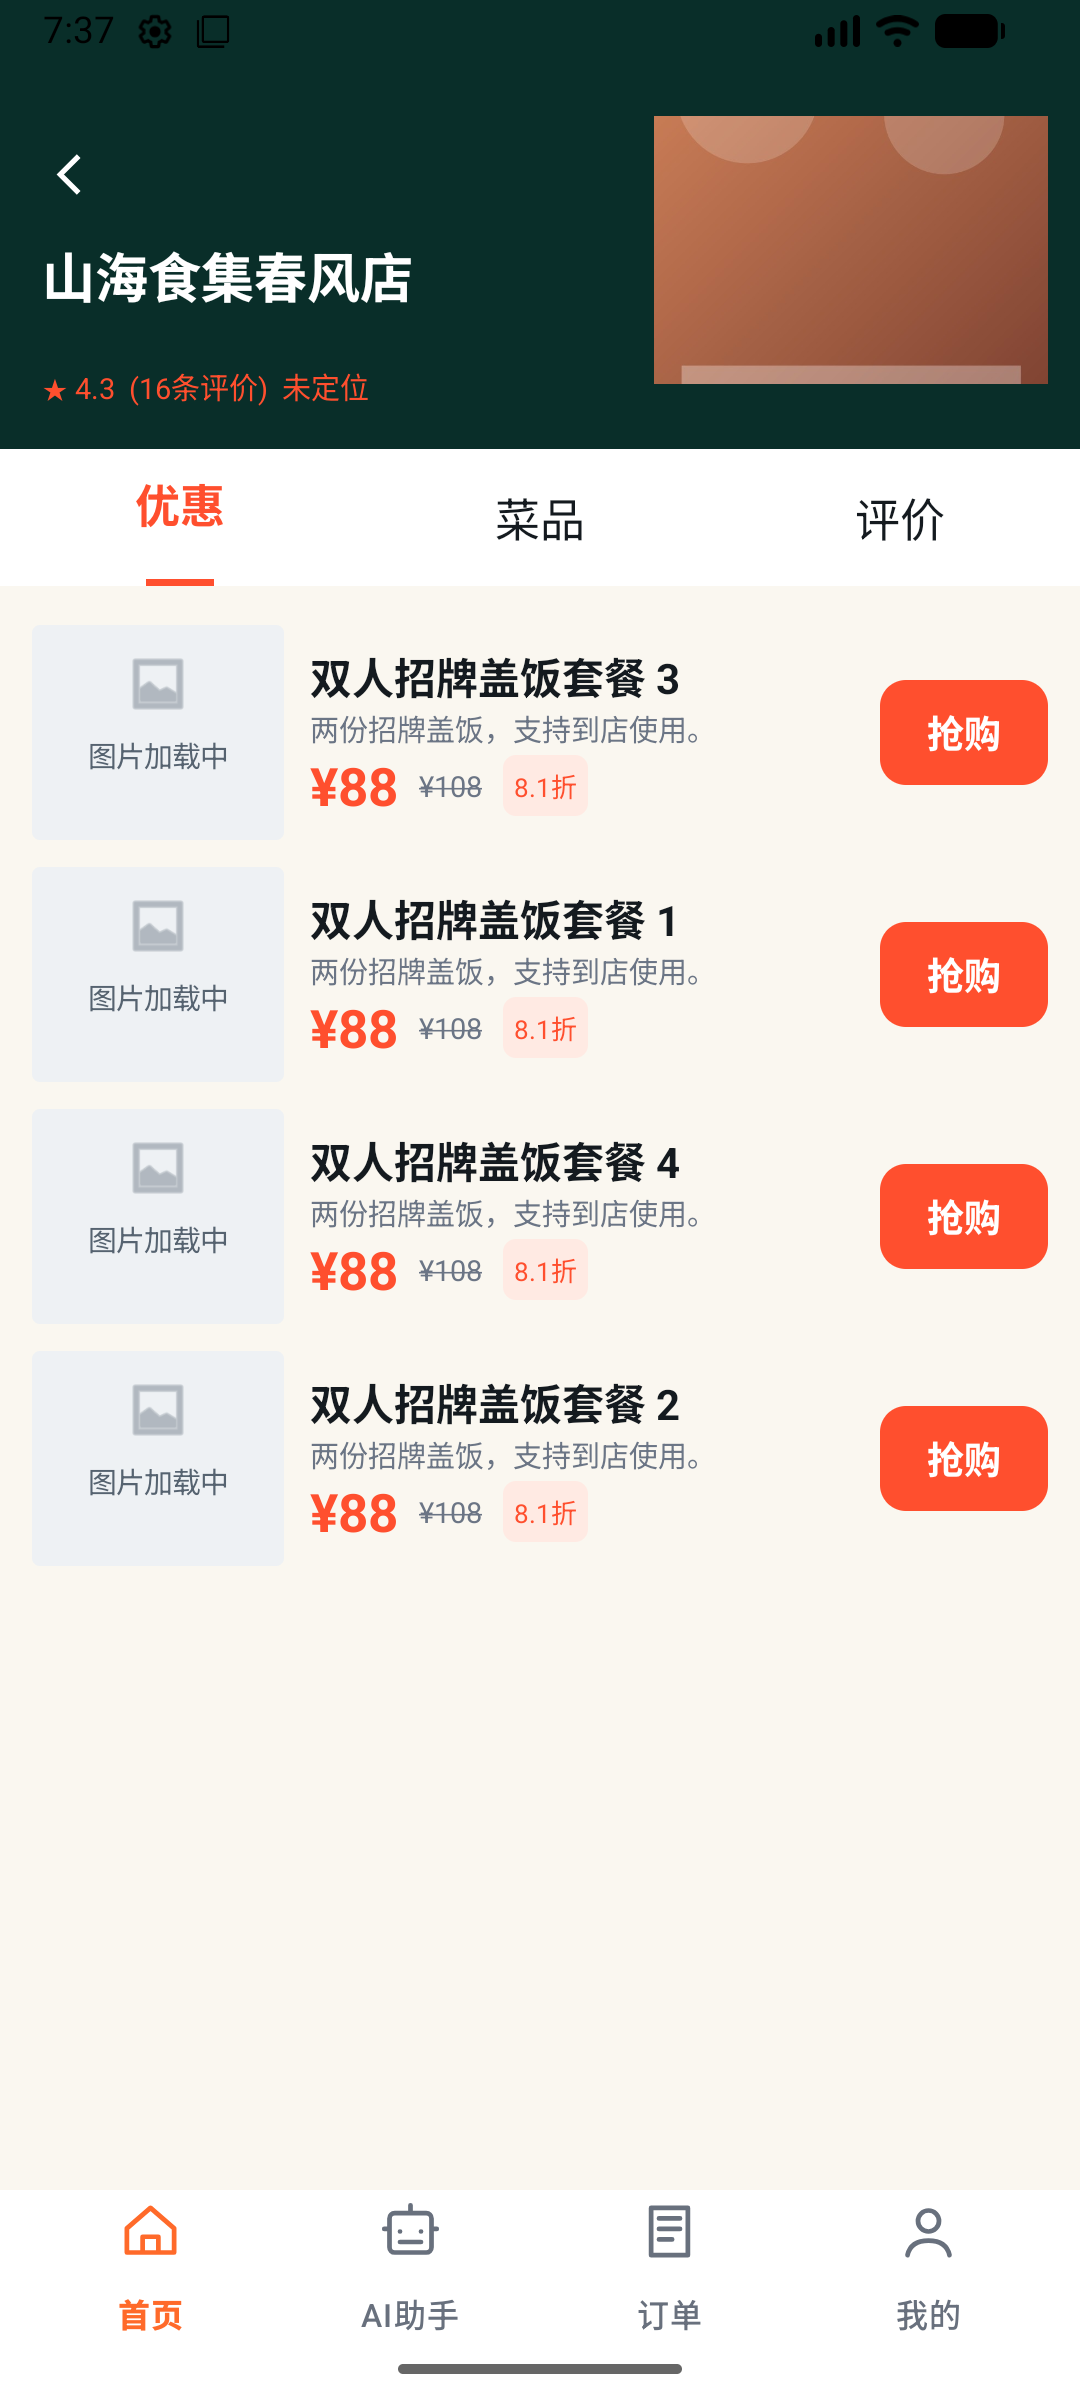 7:37
山海食集春风店
★ 4.3 (16条评价) 未定位
优惠 菜品 评价
图片加载中
双人招牌盖饭套餐 3
两份招牌盖饭，支持到店使用。
¥88 ¥108 8.1折
抢购
图片加载中
双人招牌盖饭套餐 1
两份招牌盖饭，支持到店使用。
¥88 ¥108 8.1折
抢购
图片加载中
双人招牌盖饭套餐 4
两份招牌盖饭，支持到店使用。
¥88 ¥108 8.1折
抢购
图片加载中
双人招牌盖饭套餐 2
两份招牌盖饭，支持到店使用。
¥88 ¥108 8.1折
抢购
首页 AI助手 订单 我的